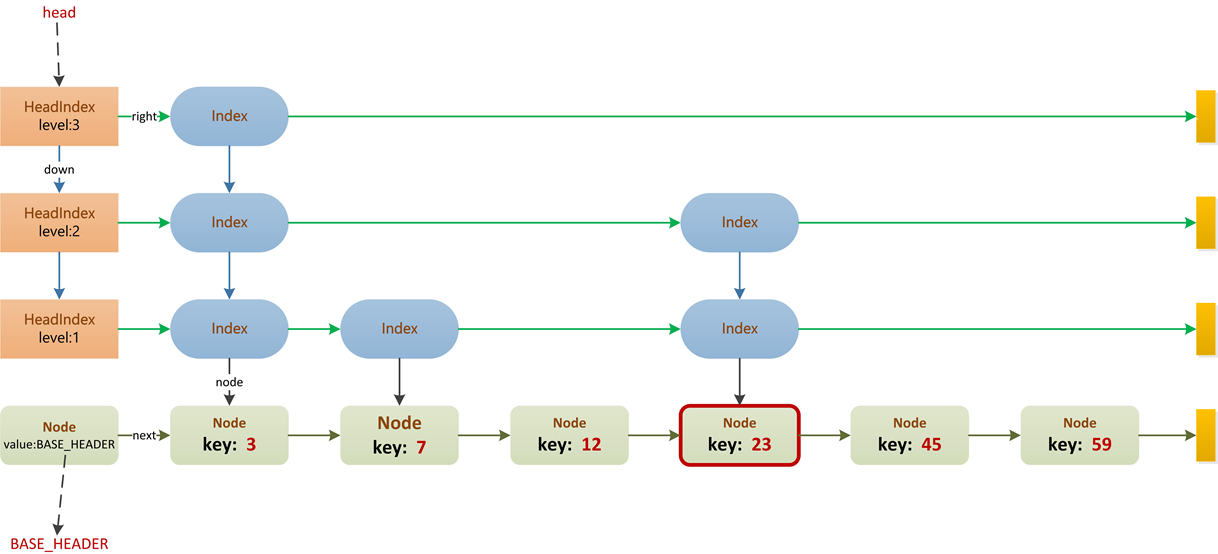 head
HeadIndex
level:3
right
Index
down
HeadIndex
level:2
Index
Index
HeadIndex
level:1
Index
Index
Index
node
Node
value:BASE_HEADER
next
Node
key: 3
Node
key: 7
Node
key: 12
Node
key: 23
Node
key: 45
Node
key: 59
BASE_HEADER